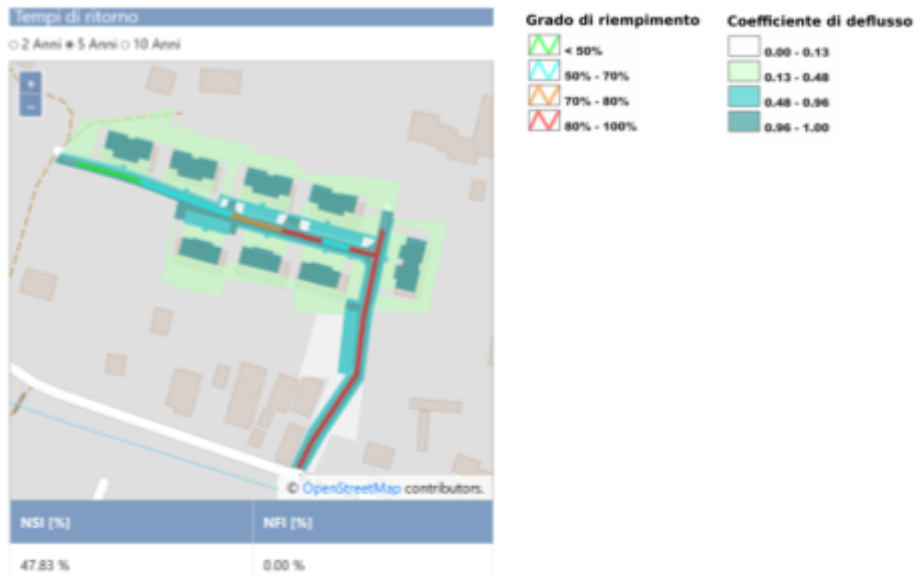 Tempi di ritorno
2 Anni 5 Anni 10 Anni
+
−
© OpenStreetMap contributors.
NSI [%] NFI [%]
47.83 % 0.00 %
Grado di riempimento
< 50%
50% - 70%
70% - 80%
80% - 100%
Coefficiente di deflusso
0.00 - 0.13
0.13 - 0.48
0.48 - 0.96
0.96 - 1.00